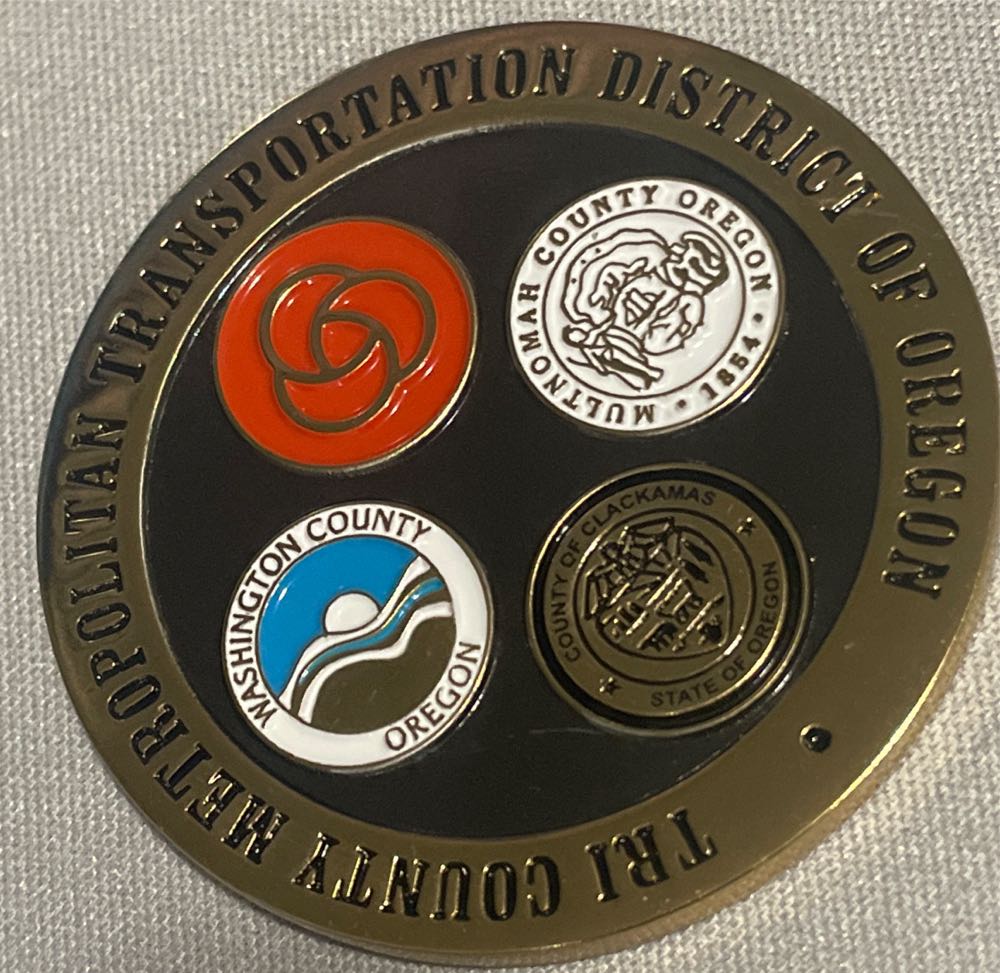 TRI COUNTY METROPOLITAN TRANSPORTATION DISTRICT OF OREGON
MULTNOMAH COUNTY OREGON
1854
WASHINGTON COUNTY
OREGON
COUNTY OF CLACKAMAS
STATE OF OREGON